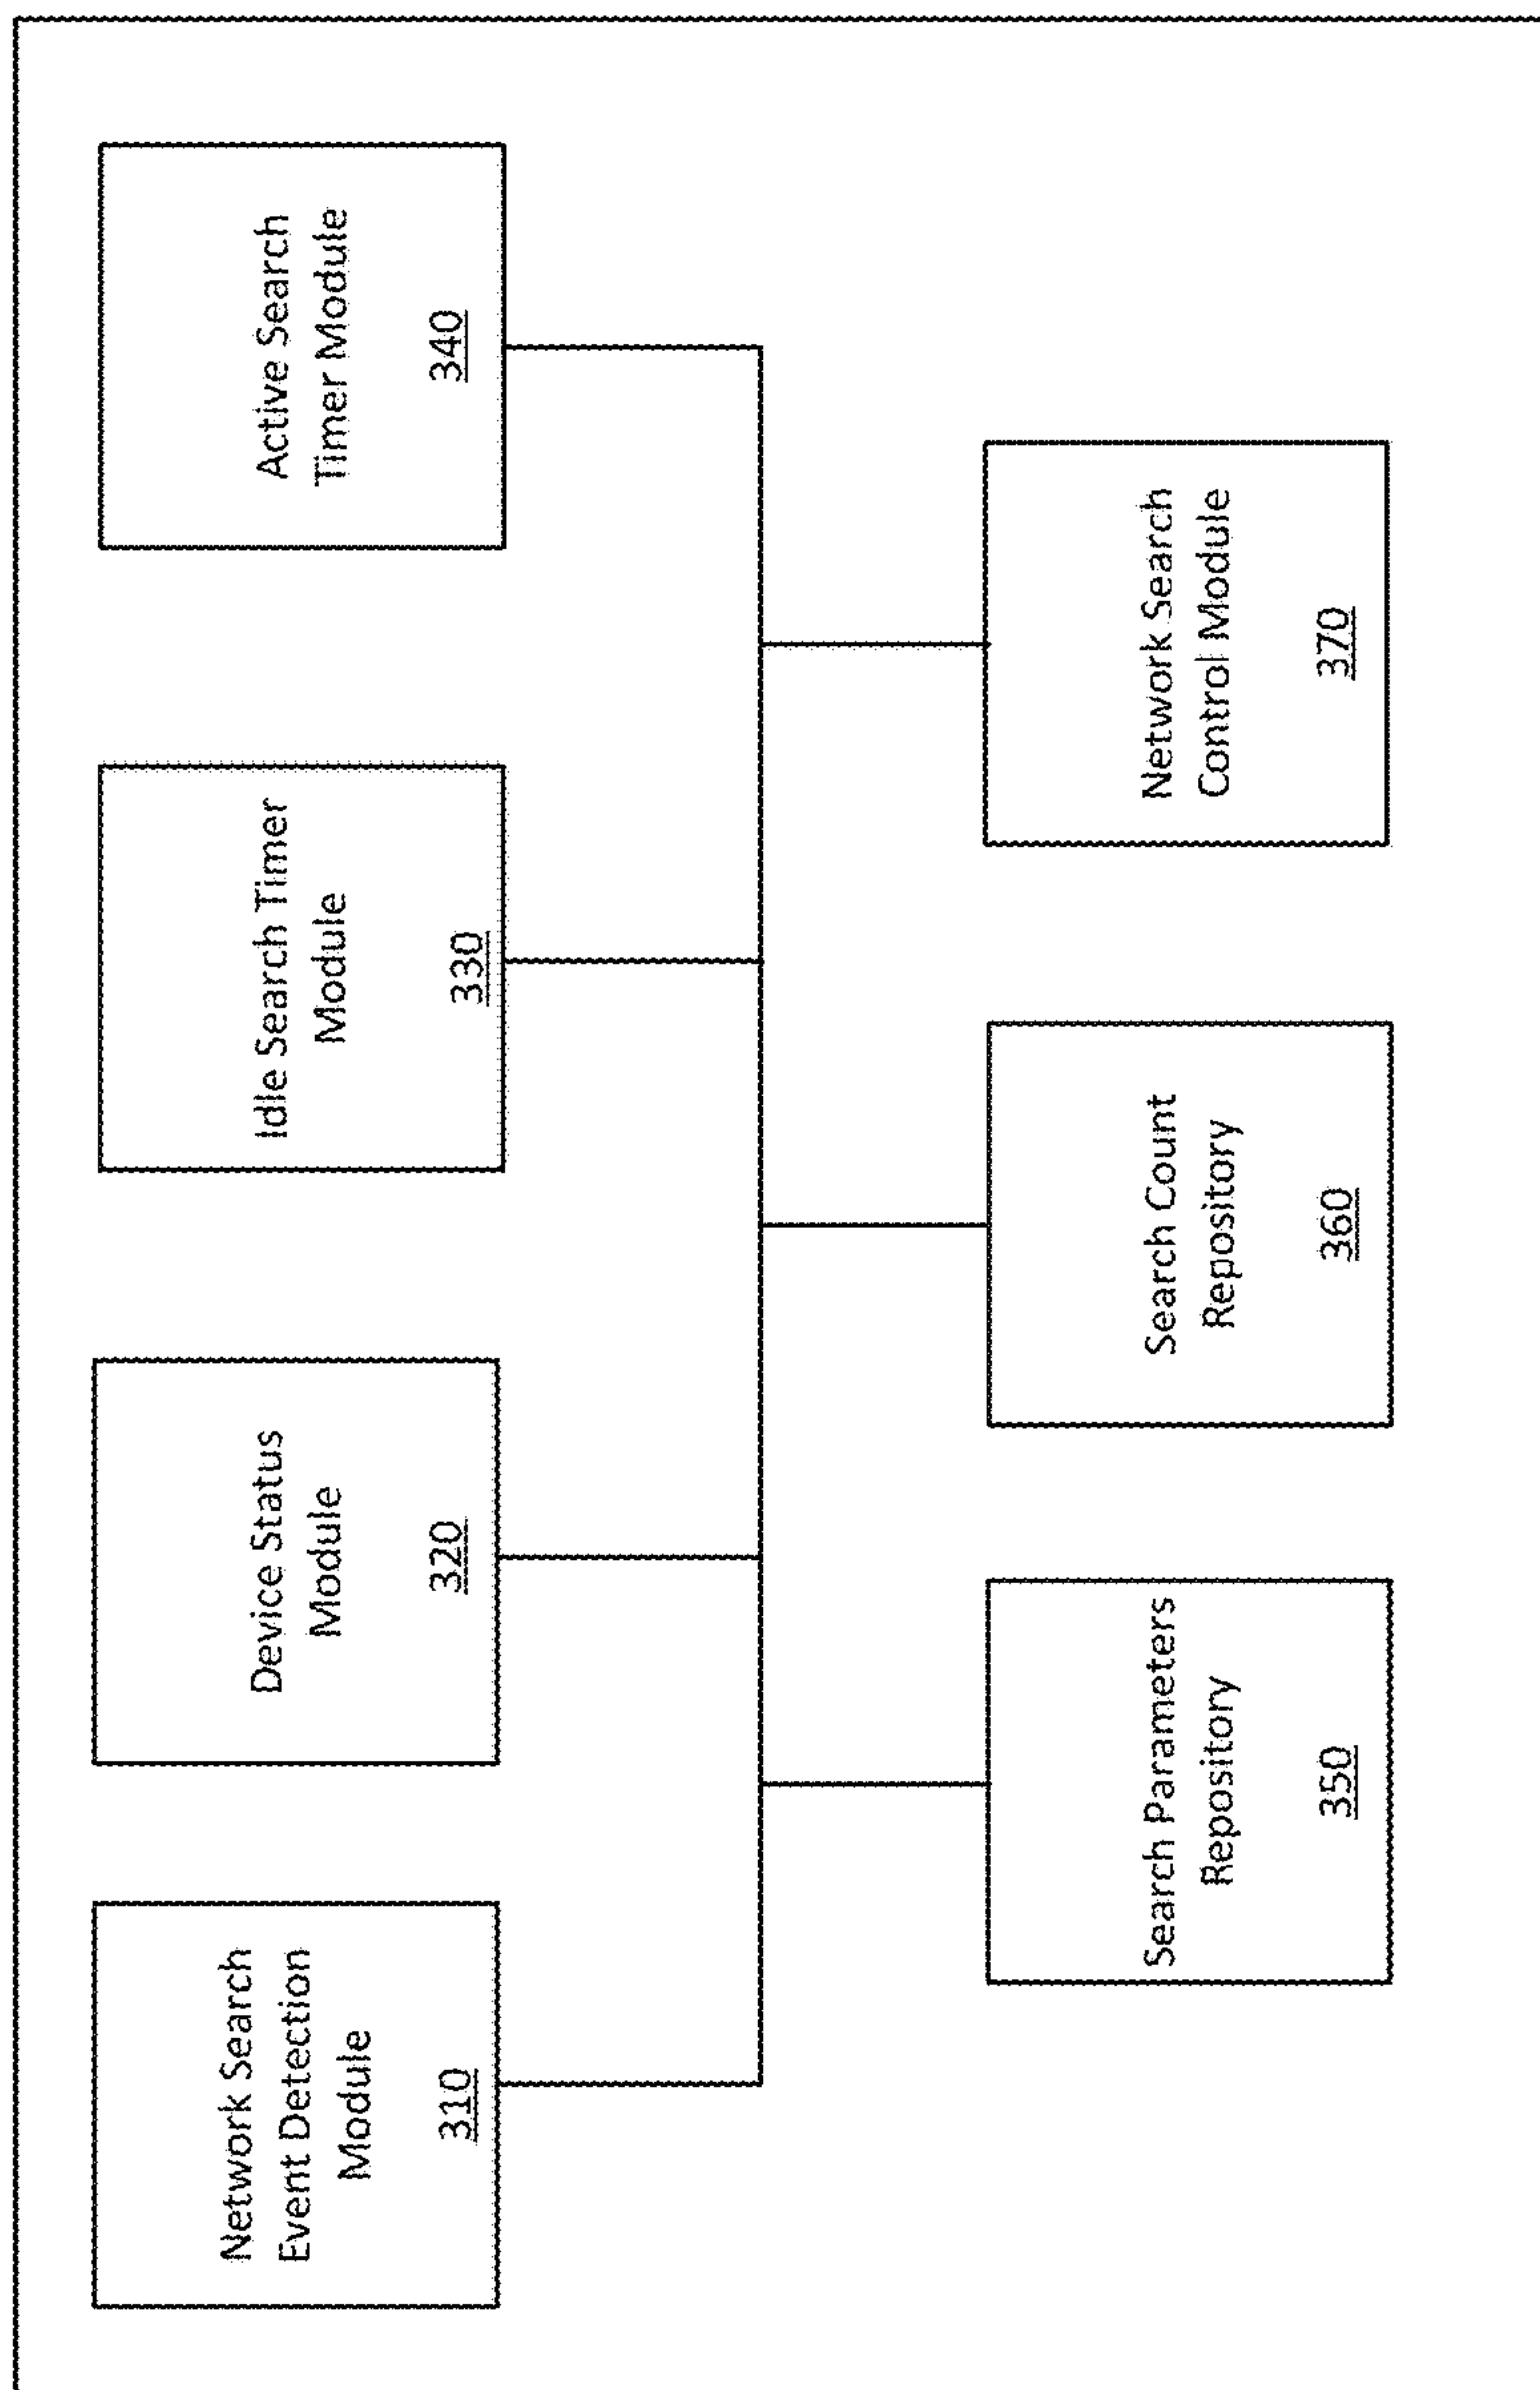 Network Search
Event Detection
Module
310
Device Status
Module
320
Idle Search Timer
Module
330
Active Search
Timer Module
340
Search Parameters
Repository
350
Search Count
Repository
360
Network Search
Control Module
370